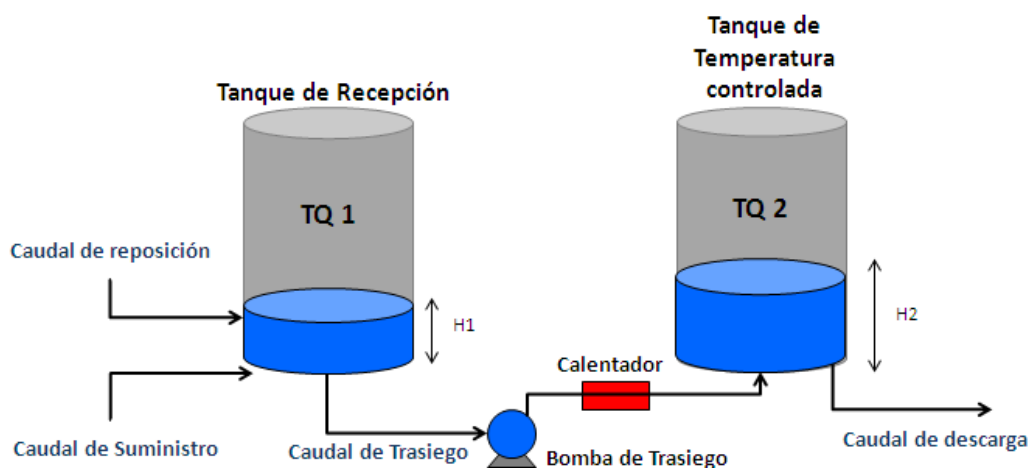 Tanque de Recepción
Tanque de
Temperatura
controlada
TQ 1
TQ 2
Caudal de reposición
H1
H2
Calentador
Caudal de Suministro
Caudal de Trasiego
Bomba de Trasiego
Caudal de descarga